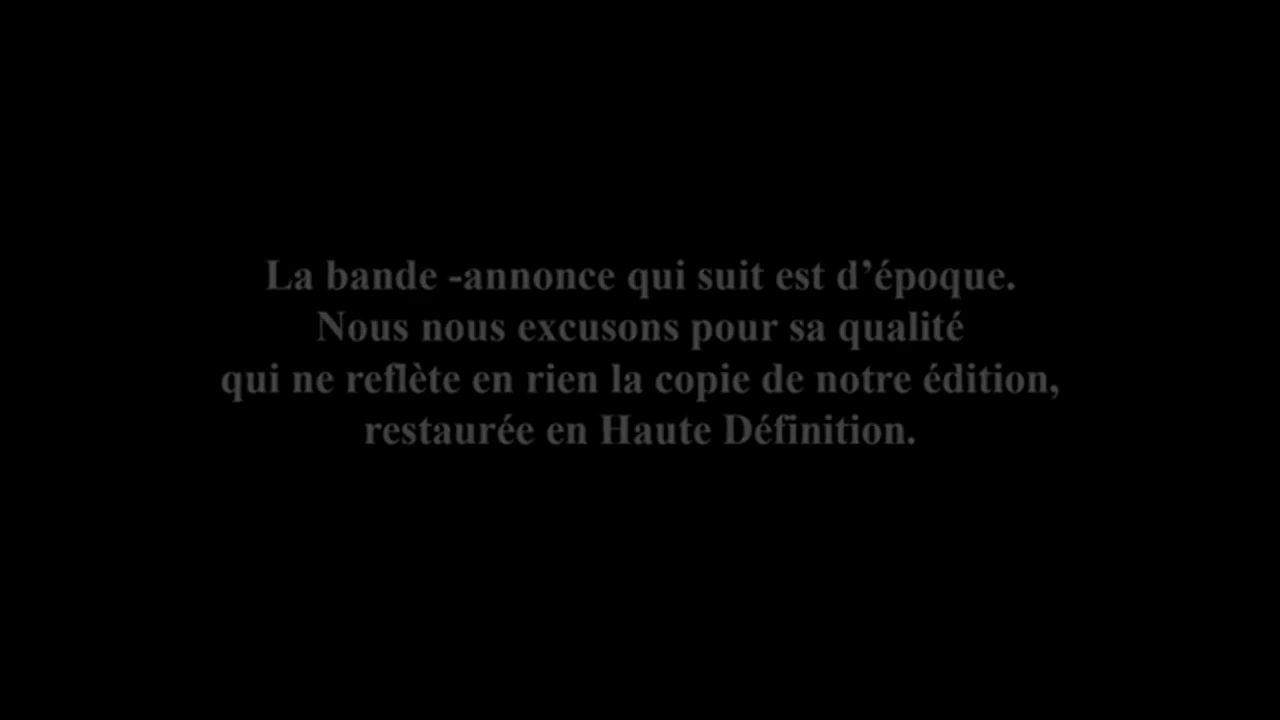 La bande -annonce qui suit est d’époque.
Nous nous excusons pour sa qualité
qui ne reflète en rien la copie de notre édition,
restaurée en Haute Définition.